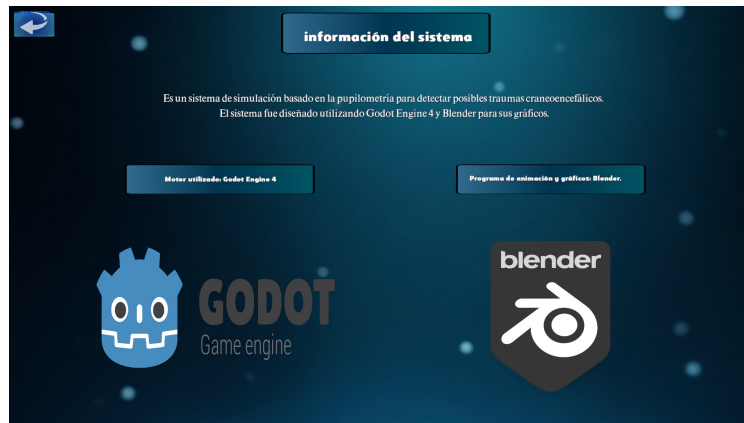 información del sistema
Es un sistema de simulación basado en la pupilometría para detectar posibles traumas craneoencefálicos.
El sistema fue diseñado utilizando Godot Engine 4 y Blender para sus gráficos.
Motor utilizado: Godot Engine 4
Programa de animación y gráficos: Blender.
GODOT
Game engine
blender